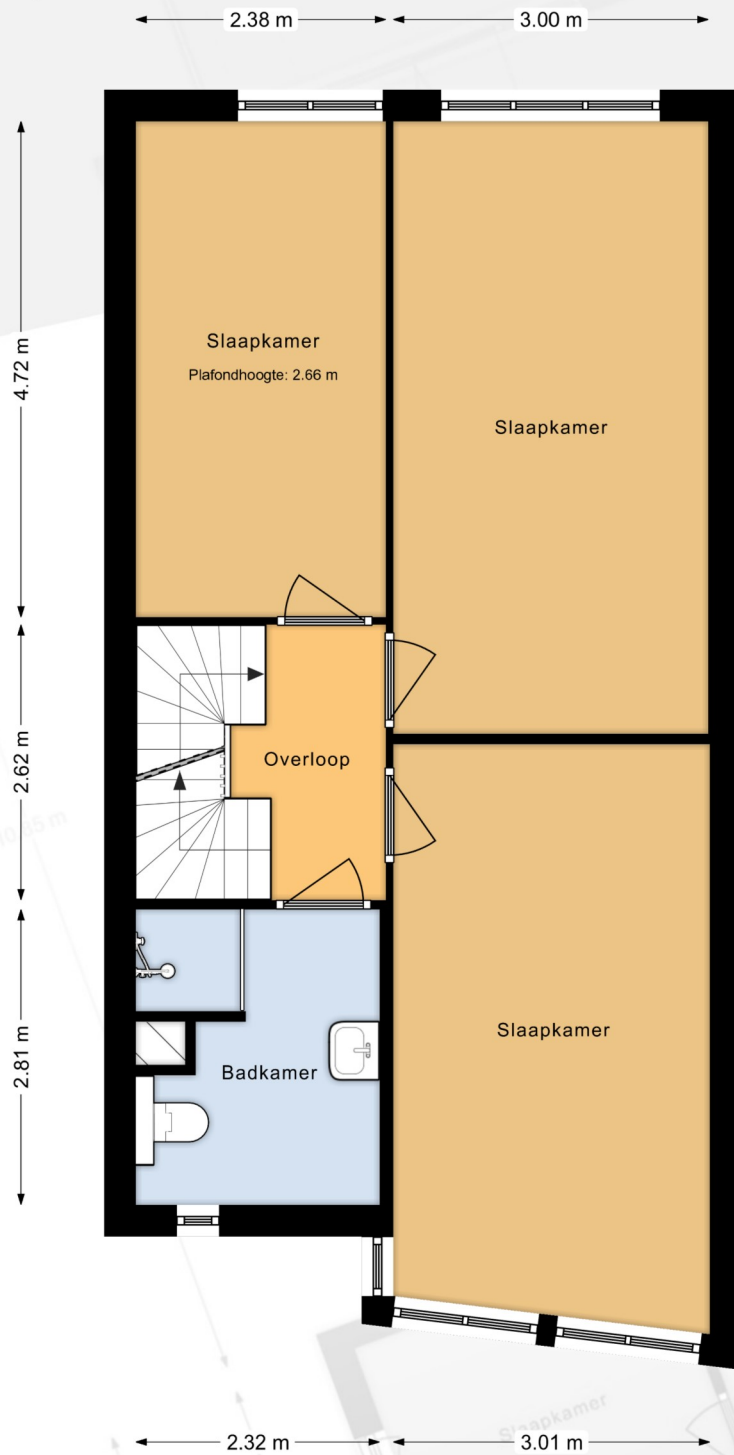 2.38 m
3.00 m
4.72 m
Slaapkamer
Plafondhoogte: 2.66 m
Slaapkamer
2.62 m
Overloop
2.81 m
Slaapkamer
Badkamer
Slaapkamer
2.32 m
3.01 m